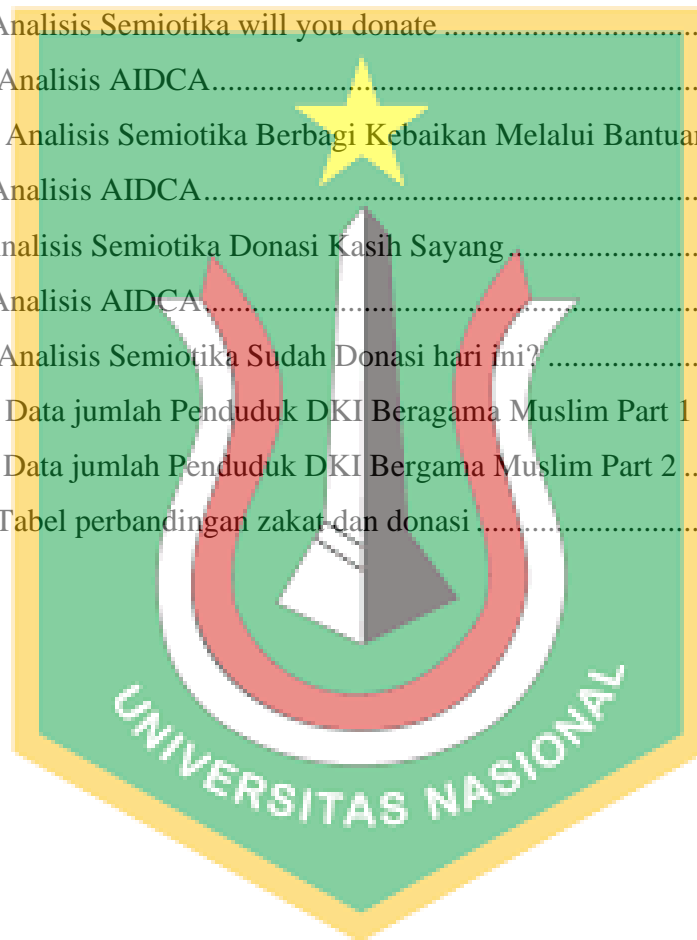 Analisis Semiotika will you donate ...............................
Analisis AIDCA............................................................
Analisis Semiotika Berbagi Kebaikan Melalui Bantuan
Analisis AIDCA.............................................................
Analisis Semiotika Donasi Kasih Sayang .......................
Analisis AIDCA.............................................................
Analisis Semiotika Sudah Donasi hari ini? ...................
Data jumlah Penduduk DKI Beragama Muslim Part 1
Data jumlah Penduduk DKI Bergama Muslim Part 2 ..
Tabel perbandingan zakat dan donasi ...........................
UNIVERSITAS NASIONAL